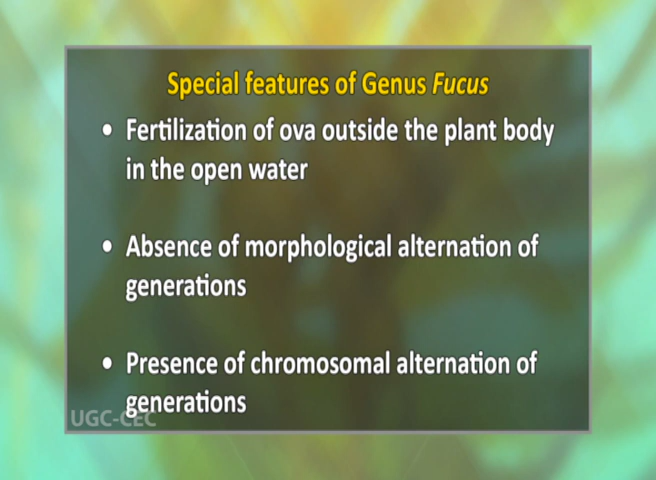 Special features of Genus Fucus
• Fertilization of ova outside the plant body
in the open water
• Absence of morphological alternation of
generations
• Presence of chromosomal alternation of
generations
UGC-CEC